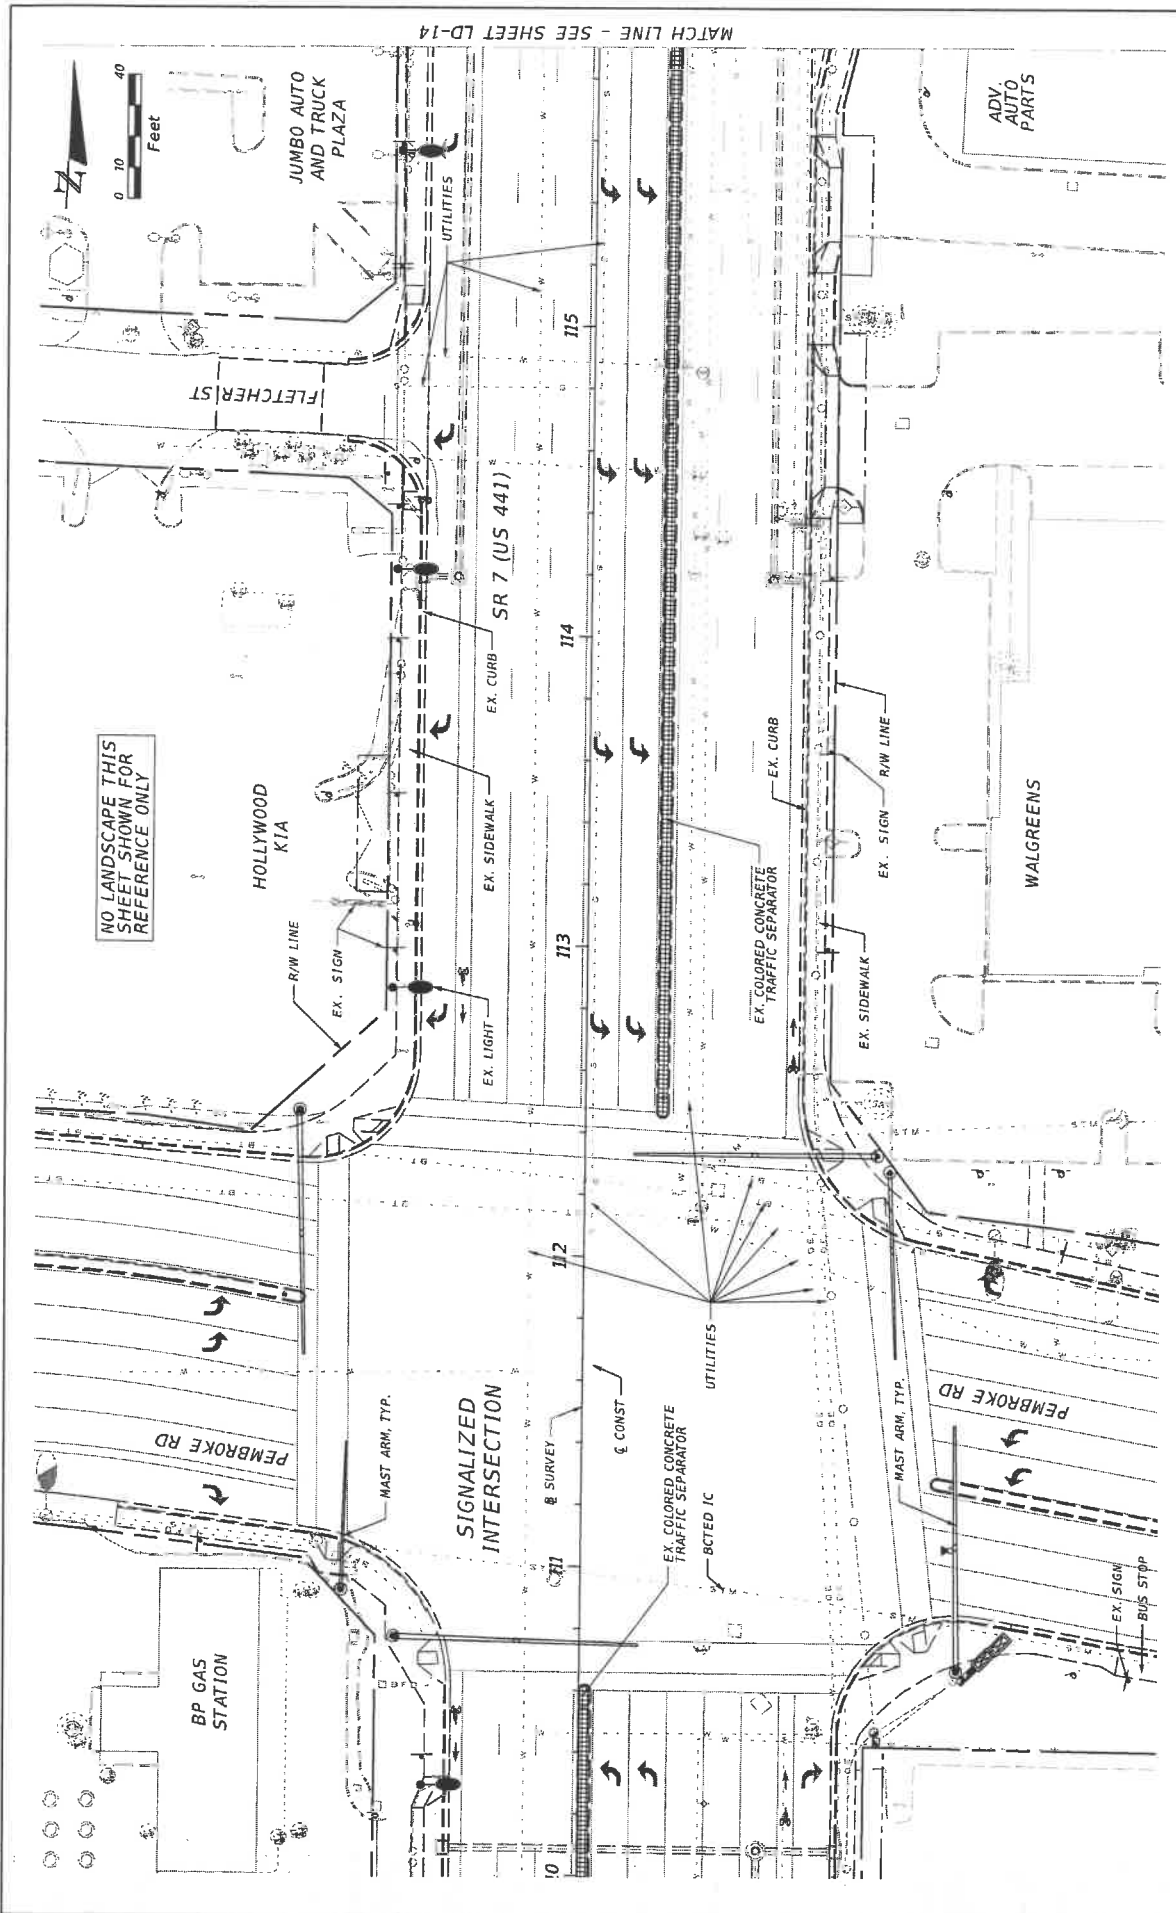 MATCH LINE - SEE SHEET LD-14
0 10 40
Feet
Z
JUMBO AUTO
AND TRUCK
PLAZA
ADV.
AUTO
PARTS
UTILITIES
FLETCHER ST
115
SR 7 (US 441)
114
EX. CURB
EX. SIDEWALK
NO LANDSCAPE THIS
SHEET SHOWN FOR
REFERENCE ONLY
HOLLYWOOD
KIA
R/W LINE
EX. SIGN
EX. LIGHT
113
EX. COLORED CONCRETE
TRAFFIC SEPARATOR
EX. CURB
R/W LINE
EX. SIGN
EX. SIDEWALK
WALGREENS
112
UTILITIES
PEMBROKE RD
MAST ARM, TYP.
SIGNALIZED
INTERSECTION
SURVEY
CONST
111
EX. COLORED CONCRETE
TRAFFIC SEPARATOR
BCTED IC
MAST ARM, TYP.
PEMBROKE RD
EX. SIGN
BUS STOP
BP GAS
STATION